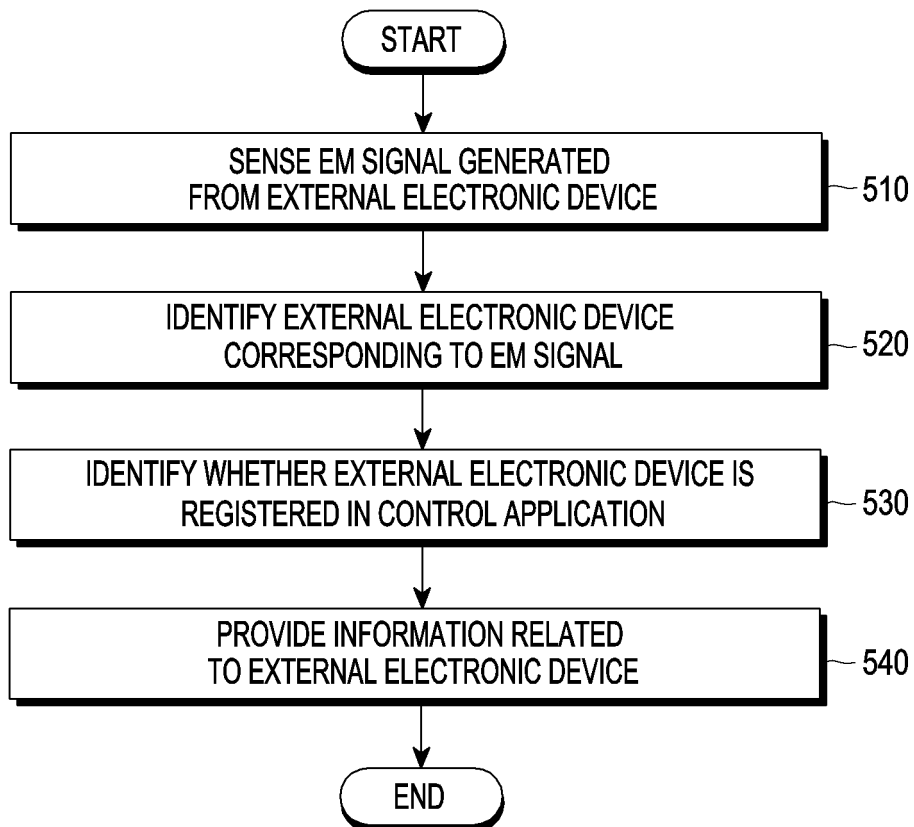 START
SENSE EM SIGNAL GENERATED
FROM EXTERNAL ELECTRONIC DEVICE
510
IDENTIFY EXTERNAL ELECTRONIC DEVICE
CORRESPONDING TO EM SIGNAL
520
IDENTIFY WHETHER EXTERNAL ELECTRONIC DEVICE IS
REGISTERED IN CONTROL APPLICATION
530
PROVIDE INFORMATION RELATED
TO EXTERNAL ELECTRONIC DEVICE
540
END